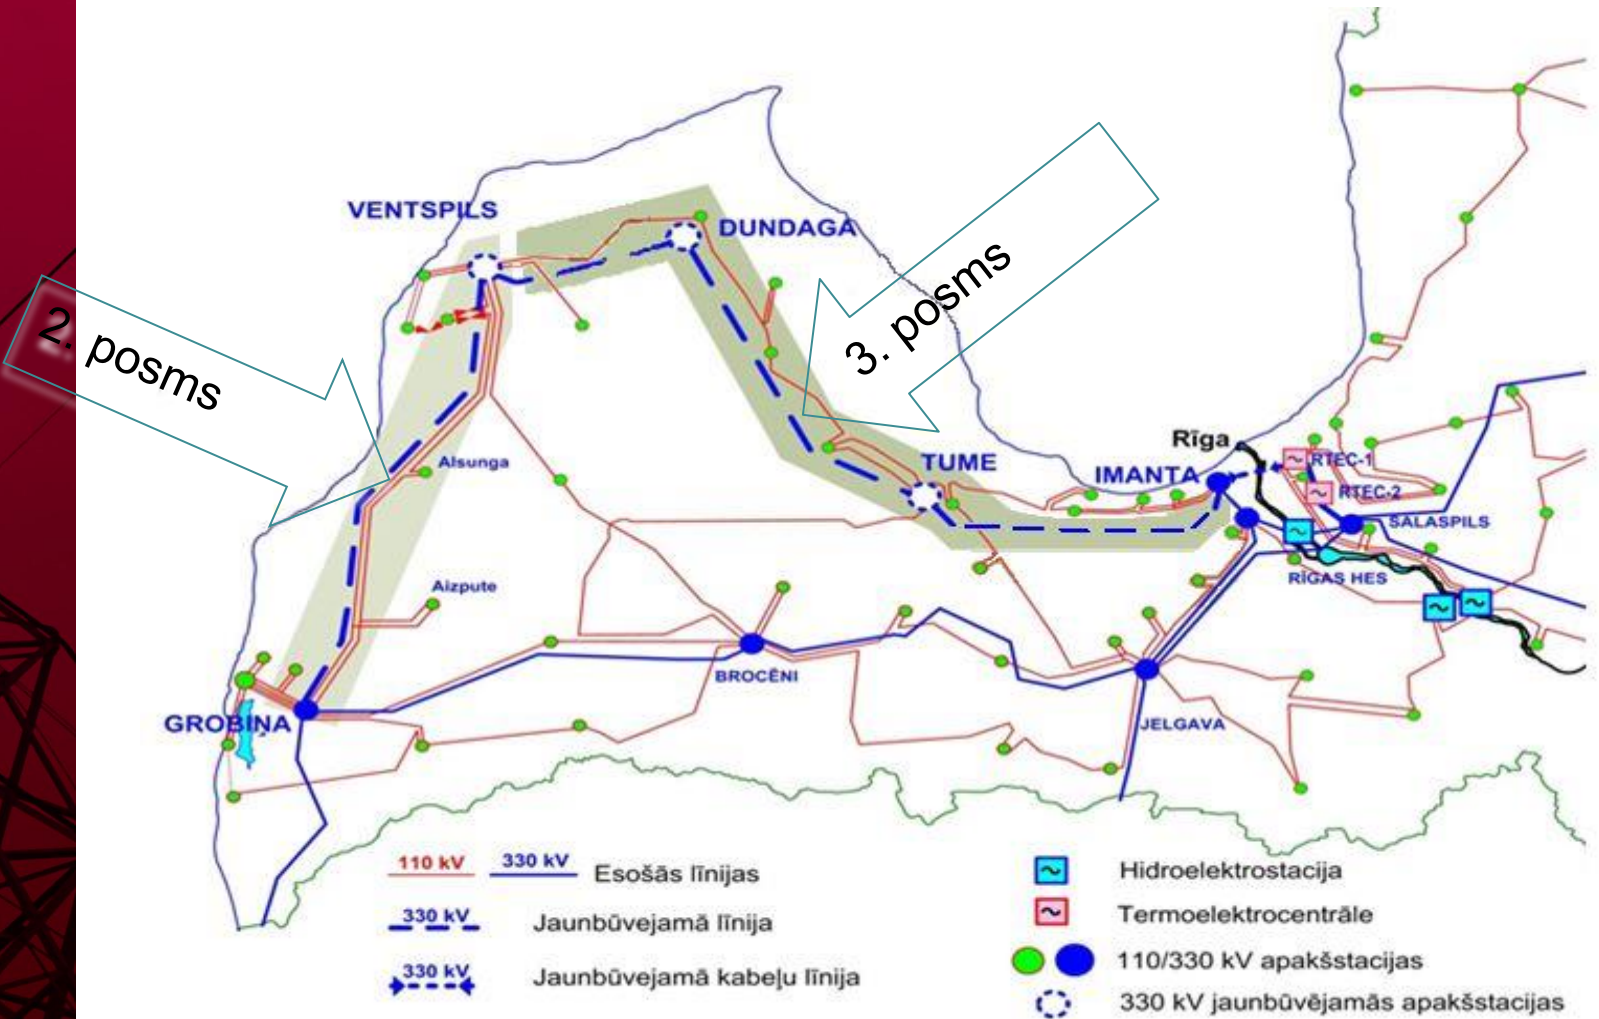 VENTSPILS
DUNDAGA
2. posms
3. posms
Rīga
Alsunga
TUME
IMANTA
RTEC-1
RTEC-2
SALASPILS
RĪGAS HES
Aizpute
BROCĒNI
GROBIŅA
JELGAVA
110 kV 330 kV Esošās līnijas
330 kV Jaunbūvejamā līnija
330 kV Jaunbūvejamā kabeļu līnija
Hidroelektrostacija
Termoelektrocentrāle
110/330 kV apakšstacijas
330 kV jaunbūvējamās apakšstacijas